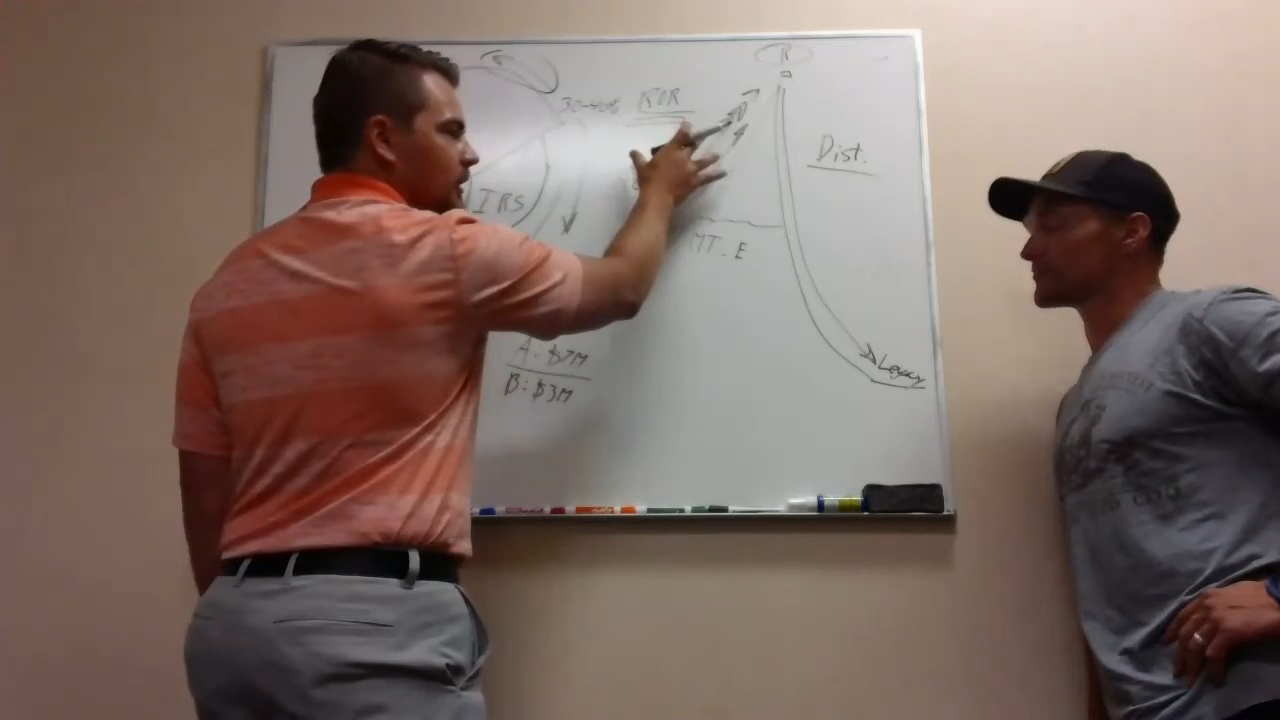 R
30-40%
ROR
Dist.
IRS
MT. E
A. $7M
B: $3M
Legacy